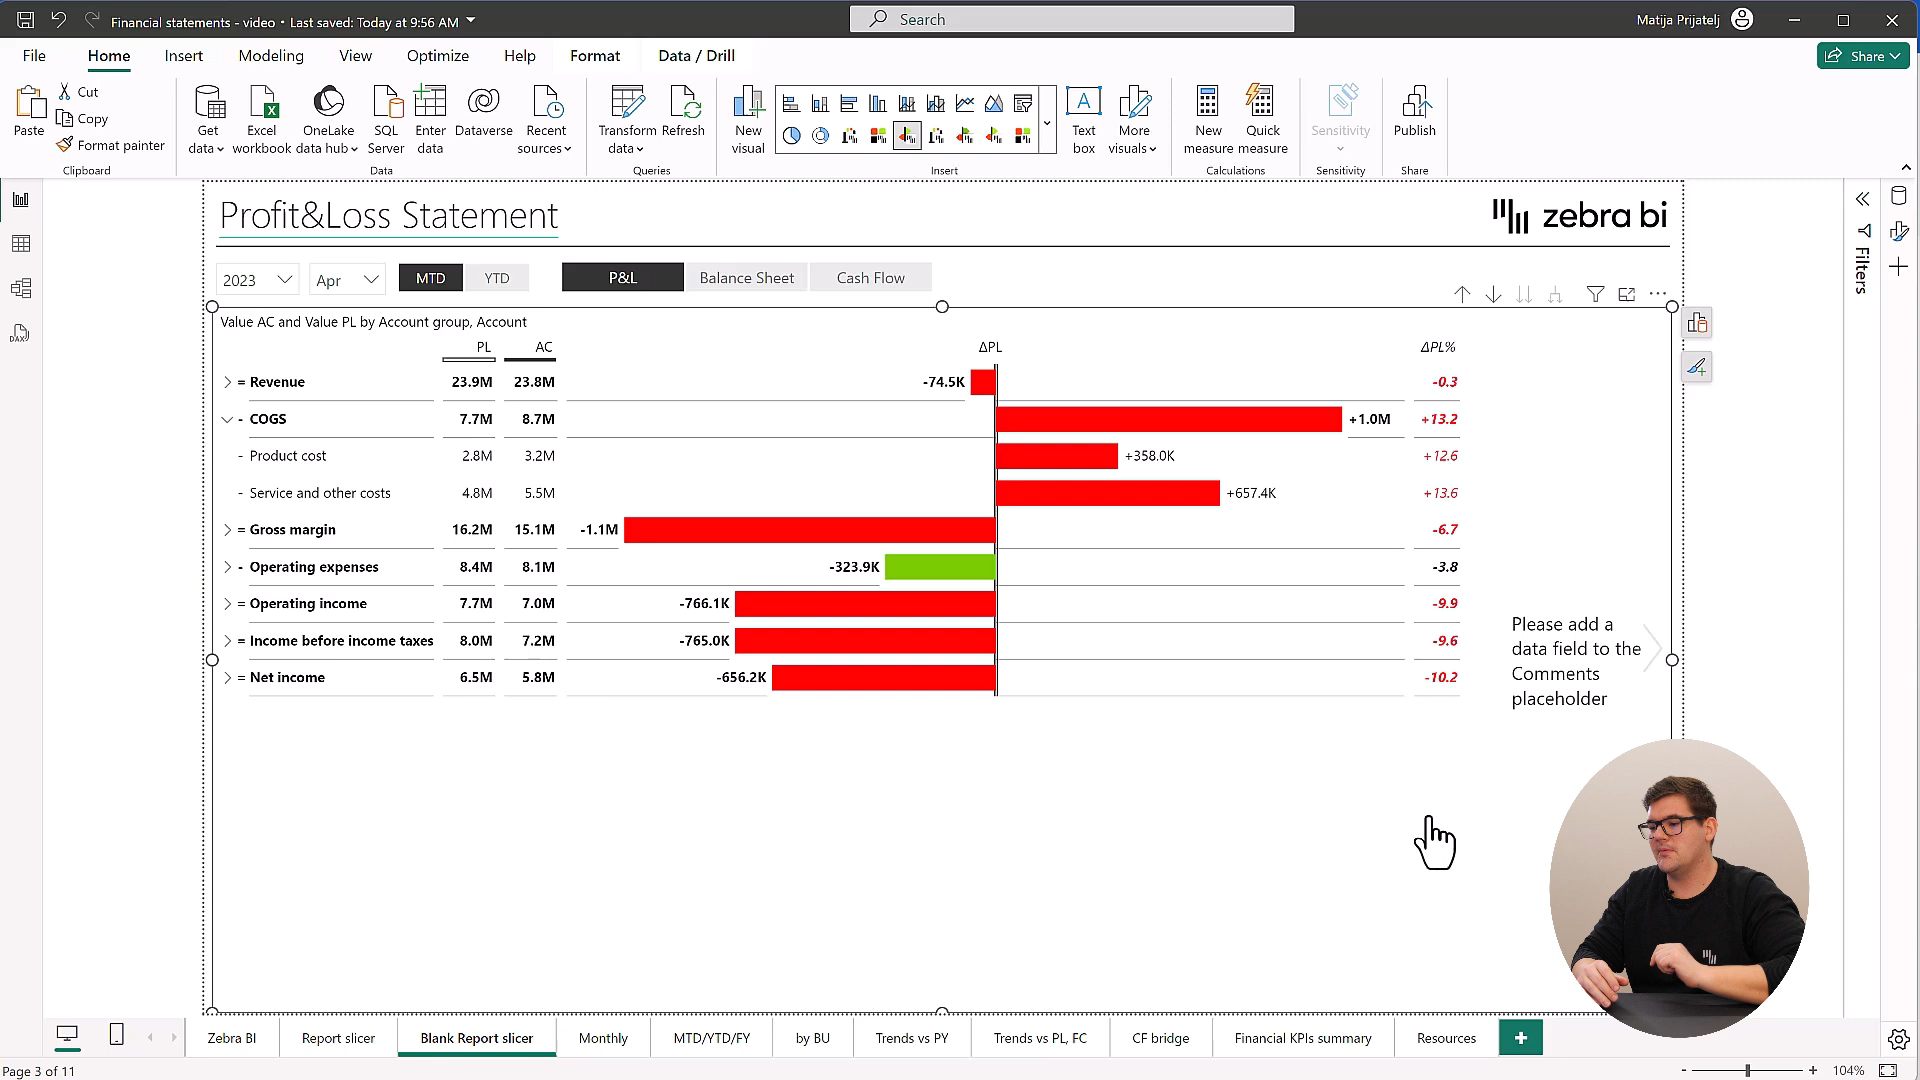 Financial statements - video • Last saved: Today at 9:56 AM
Search
Matija Prijatelj
File Home Insert Modeling View Optimize Help Format Data / Drill
Share
Paste
Cut
Copy
Format painter
Get data
Excel workbook
OneLake data hub
SQL Server
Enter data
Dataverse
Recent sources
Transform data
Refresh
New visual
Text box
More visuals
New measure
Quick measure
Sensitivity
Publish
Clipboard Data Queries Insert Calculations Sensitivity Share
DAX
Profit&Loss Statement
zebra bi
Filters
2023 Apr MTD YTD P&L Balance Sheet Cash Flow
Value AC and Value PL by Account group, Account
PL AC ΔPL ΔPL%
= Revenue 23.9M 23.8M -74.5K -0.3
- COGS 7.7M 8.7M +1.0M +13.2
- Product cost 2.8M 3.2M +358.0K +12.6
- Service and other costs 4.8M 5.5M +657.4K +13.6
= Gross margin 16.2M 15.1M -1.1M -6.7
- Operating expenses 8.4M 8.1M -323.9K -3.8
= Operating income 7.7M 7.0M -766.1K -9.9
= Income before income taxes 8.0M 7.2M -765.0K -9.6
= Net income 6.5M 5.8M -656.2K -10.2
Please add a
data field to the
Comments
placeholder
Zebra BI Report slicer Blank Report slicer Monthly MTD/YTD/FY by BU Trends vs PY Trends vs PL, FC CF bridge Financial KPIs summary Resources +
Page 3 of 11
- + 104%